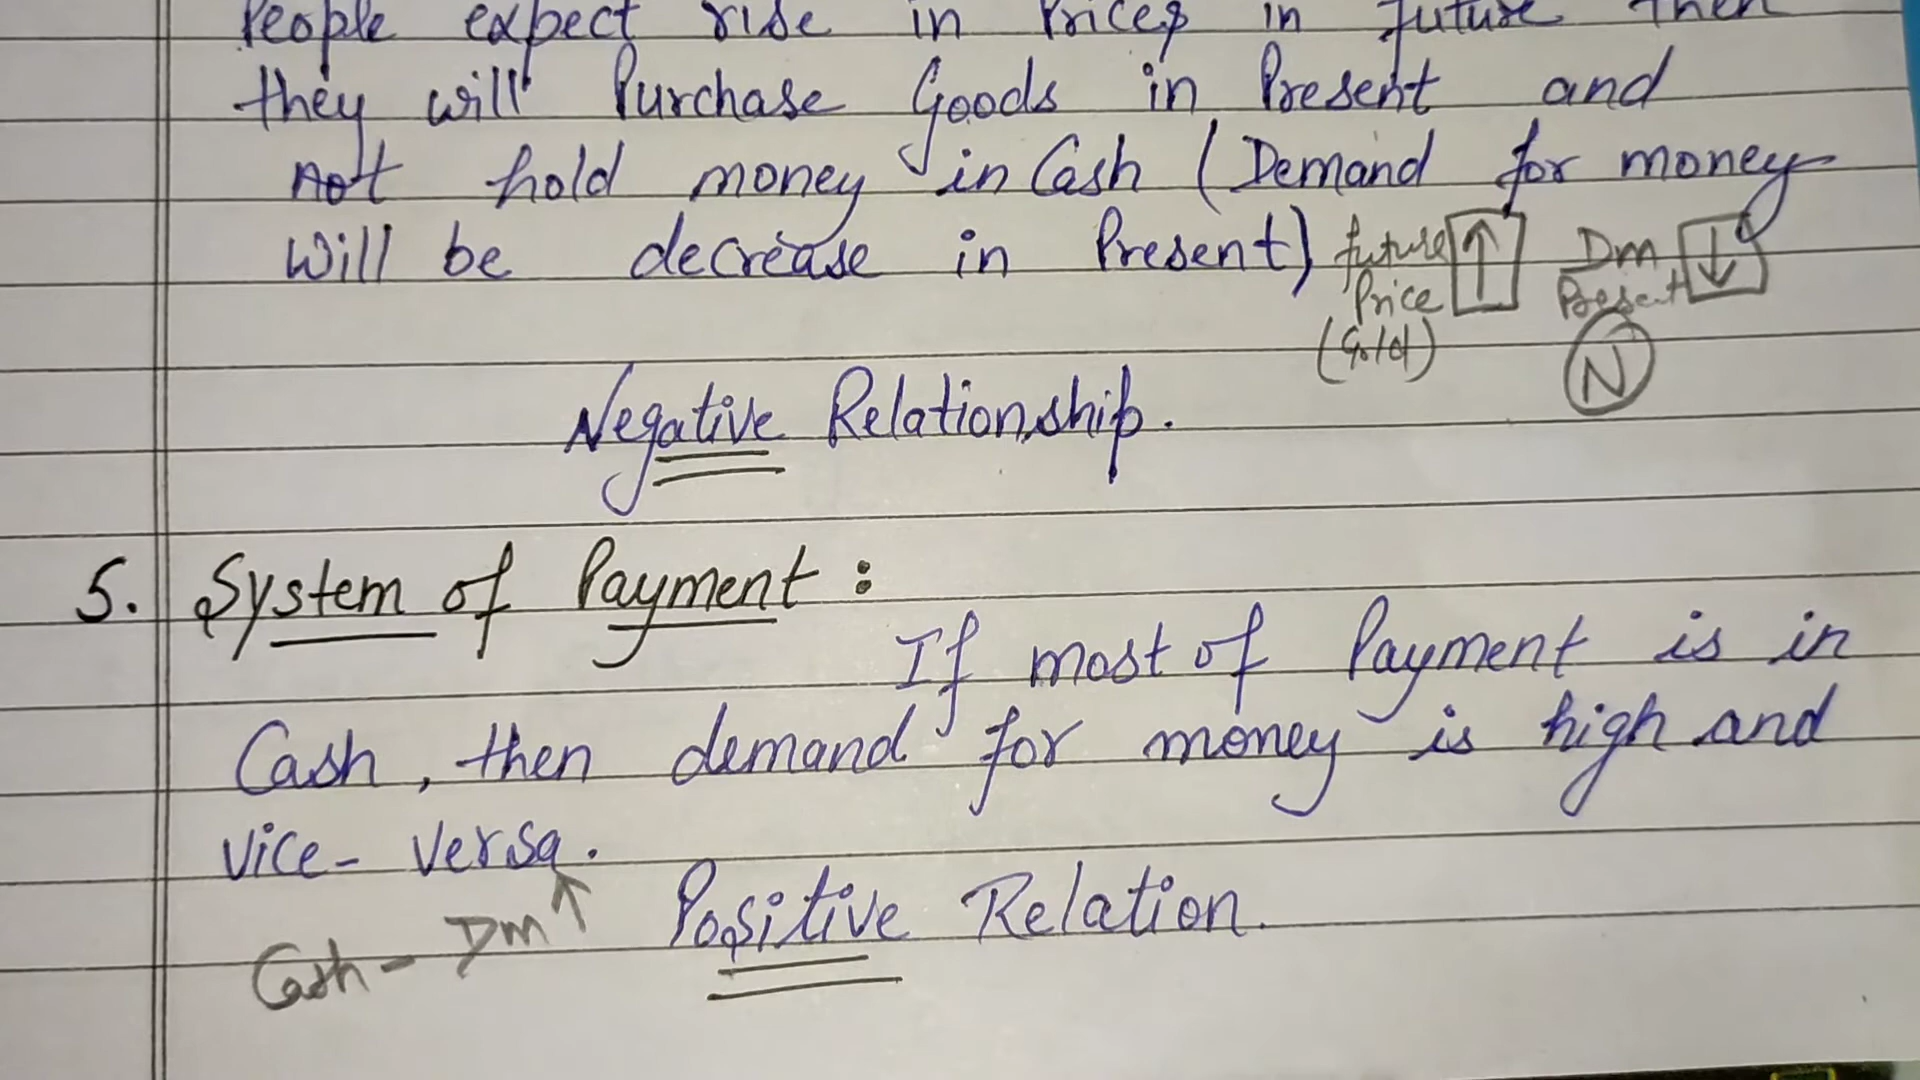 People expect rise in Prices in future then
they will Purchase Goods in Present and
not hold money in Cash (Demand for money
will be decrease in Present) future Price (Gold) ↑ Dm Present ↓
N
Negative Relationship.
5. System of Payment :
If most of Payment is in
Cash, then demand for money is high and
vice- versa.
Cash - Dm ↑
Positive Relation.